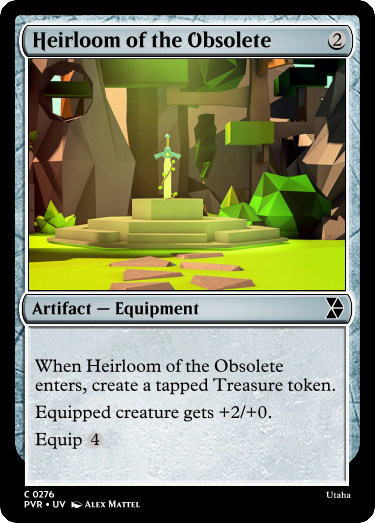 Heirloom of the Obsolete 2
Artifact — Equipment
When Heirloom of the Obsolete
enters, create a tapped Treasure token.
Equipped creature gets +2/+0.
Equip 4
C 0276
PVR • UV Alex Mattel
Utaha